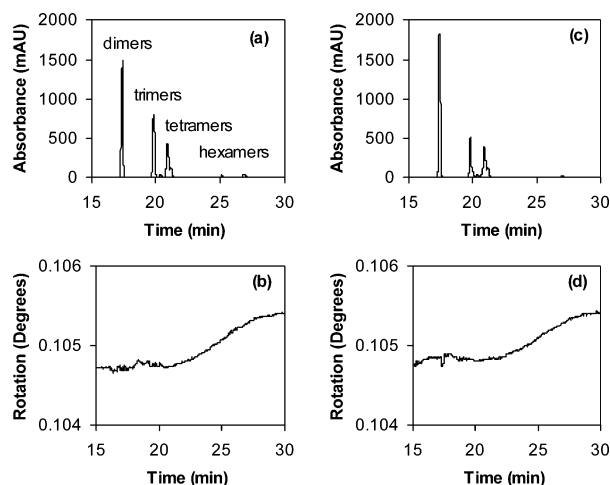 2000
1500
1000
500
0
Absorbance (mAU)
(a)
dimers
trimers
tetramers
hexamers
15 20 25 30
Time (min)
2000
1500
1000
500
0
Absorbance (mAU)
(c)
15 20 25 30
Time (min)
0.106
0.105
0.104
Rotation (Degrees)
(b)
15 20 25 30
Time (min)
0.106
0.105
0.104
Rotation (Degrees)
(d)
15 20 25 30
Time (min)